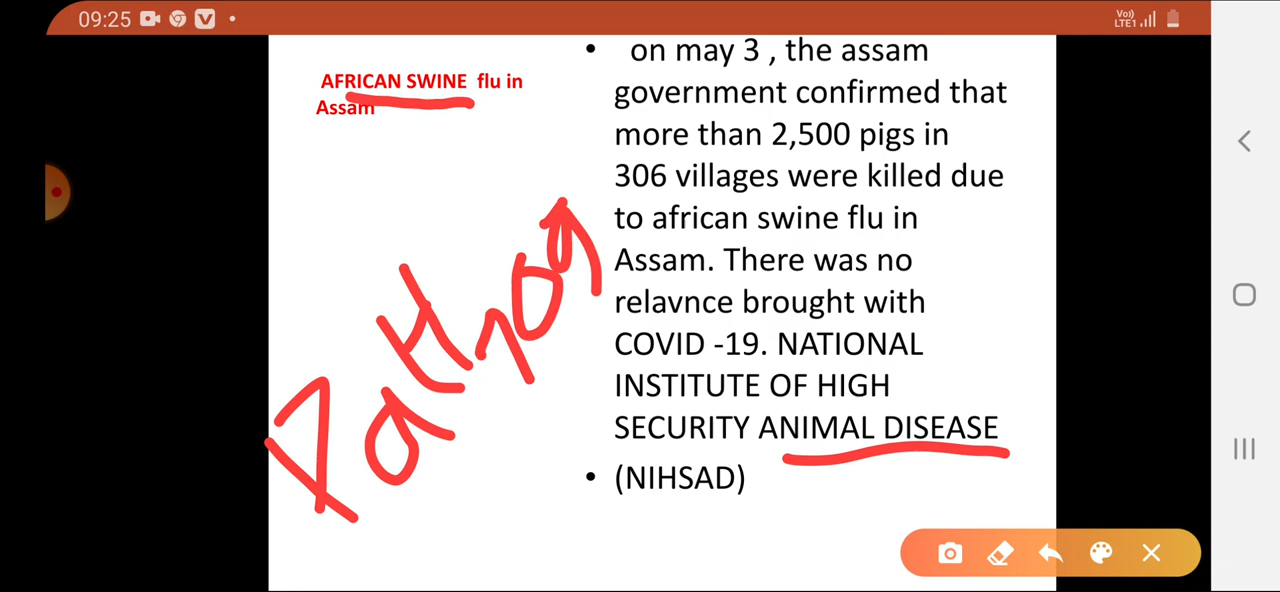 09:25
Vo)) LTE1
AFRICAN SWINE flu in
Assam
• on may 3 , the assam
government confirmed that
more than 2,500 pigs in
306 villages were killed due
to african swine flu in
Assam. There was no
relavnce brought with
COVID -19. NATIONAL
INSTITUTE OF HIGH
SECURITY ANIMAL DISEASE
• (NIHSAD)